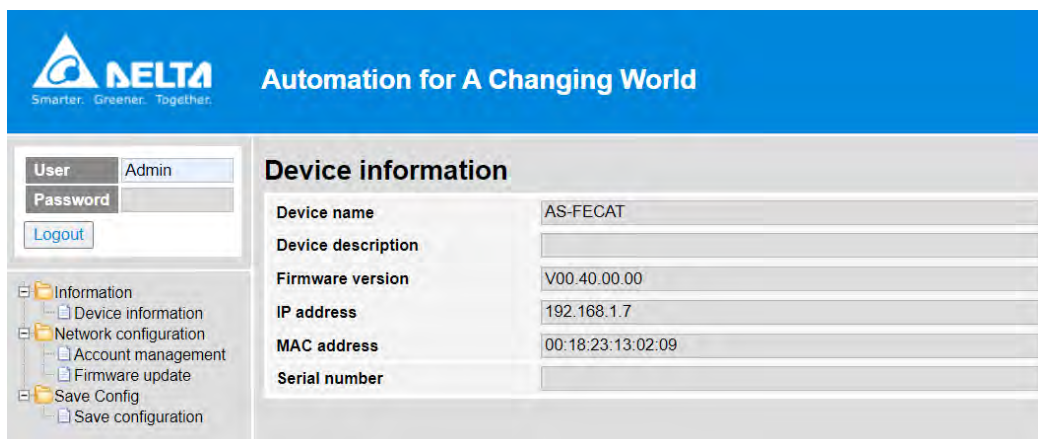 DELTA
Smarter. Greener. Together.
Automation for A Changing World
User Admin
Password
Logout
Information
Device information
Network configuration
Account management
Firmware update
Save Config
Save configuration
Device information
Device name AS-FECAT
Device description
Firmware version V00.40.00.00
IP address 192.168.1.7
MAC address 00:18:23:13:02:09
Serial number